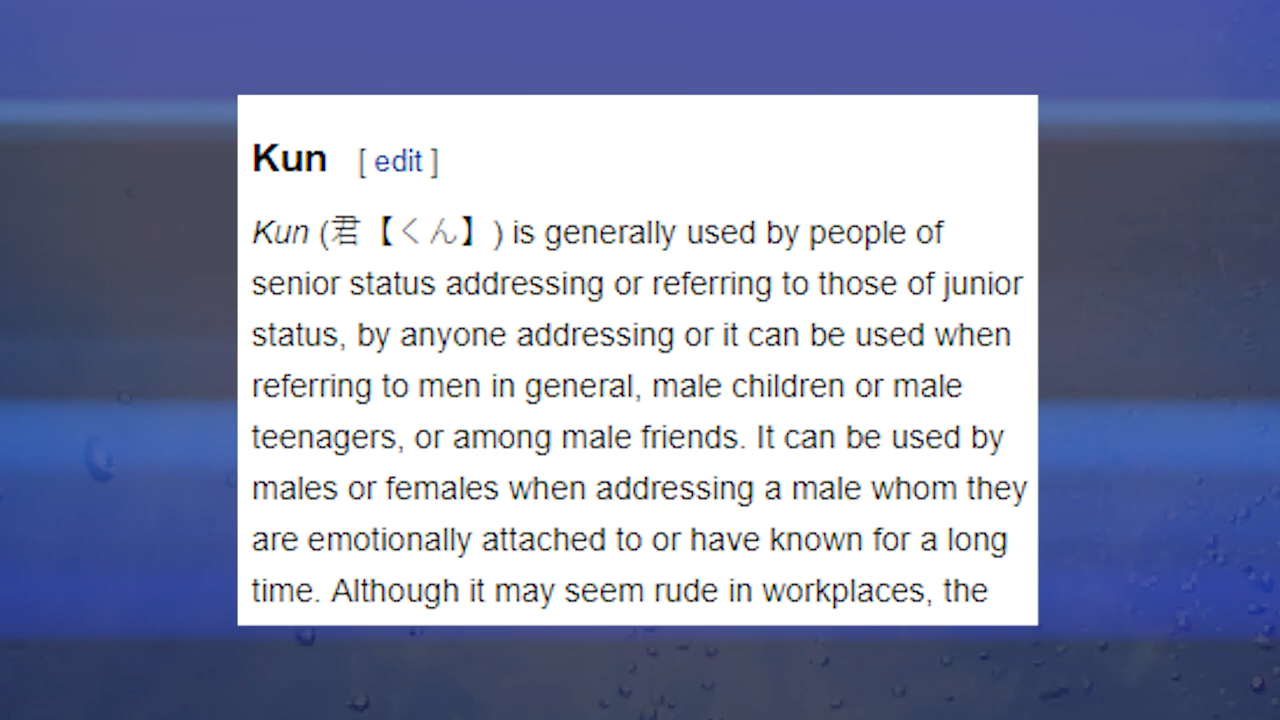 Kun [ edit ]
Kun (君【くん】) is generally used by people of
senior status addressing or referring to those of junior
status, by anyone addressing or it can be used when
referring to men in general, male children or male
teenagers, or among male friends. It can be used by
males or females when addressing a male whom they
are emotionally attached to or have known for a long
time. Although it may seem rude in workplaces, the